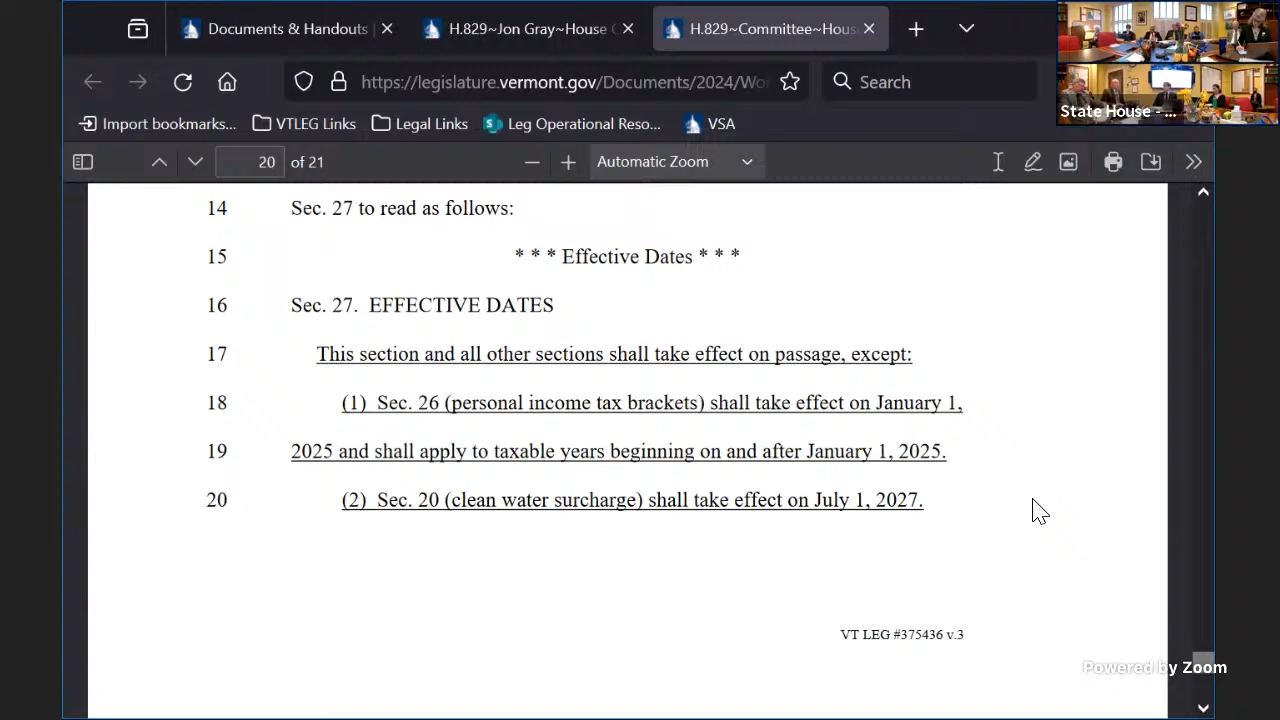 Documents & Handouts |
H.829~Jon Gray~House C
H.829~Committee~Hous
https://legislature.vermont.gov/Documents/2024/Wo
Search
Import bookmarks...
VTLEG Links
Legal Links
Leg Operational Reso...
VSA
State House - ...
20 of 21
Automatic Zoom
14 Sec. 27 to read as follows:
15 * * * Effective Dates * * *
16 Sec. 27. EFFECTIVE DATES
17 This section and all other sections shall take effect on passage, except:
18 (1) Sec. 26 (personal income tax brackets) shall take effect on January 1,
19 2025 and shall apply to taxable years beginning on and after January 1, 2025.
20 (2) Sec. 20 (clean water surcharge) shall take effect on July 1, 2027.
VT LEG #375436 v.3
Powered by Zoom